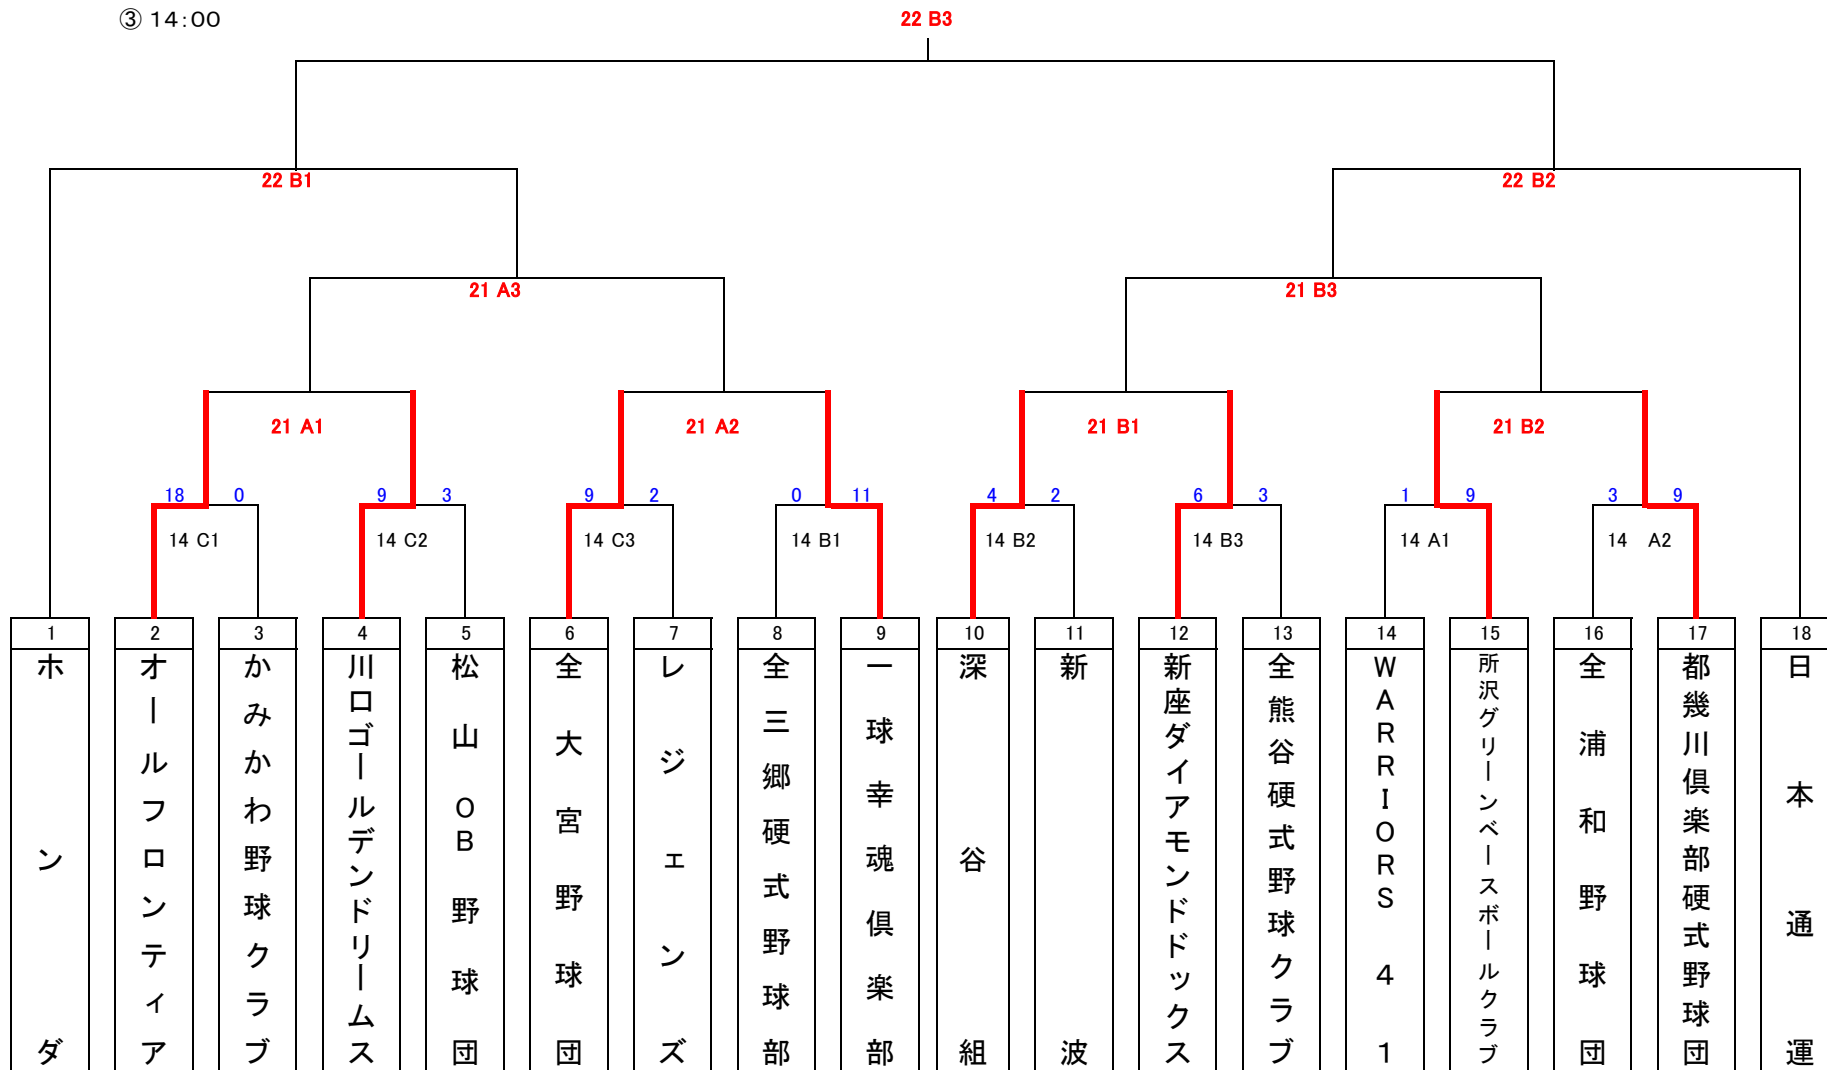 ③ 14:00
22 B3
22 B1
22 B2
21 A3
21 B3
21 A1
21 A2
21 B1
21 B2
18 0 9 3 9 2 0 11 4 2 6 3 1 9 3 9
14 C1
14 C2
14 C3
14 B1
14 B2
14 B3
14 A1
14 A2
1
ホンダ
2
オールフロンティア
3
かみかわ野球クラブ
4
川口ゴールデンドリームス
5
松山OB野球団
6
全大宮野球団
7
レジェンズ
8
全三郷硬式野球部
9
一球幸魂倶楽部
10
深谷組
11
新波
12
新座ダイアモンドドックス
13
全熊谷硬式野球クラブ
14
WARRIORS41
15
所沢グリーンベースボールクラブ
16
全浦和野球団
17
都幾川倶楽部硬式野球団
18
日本通運